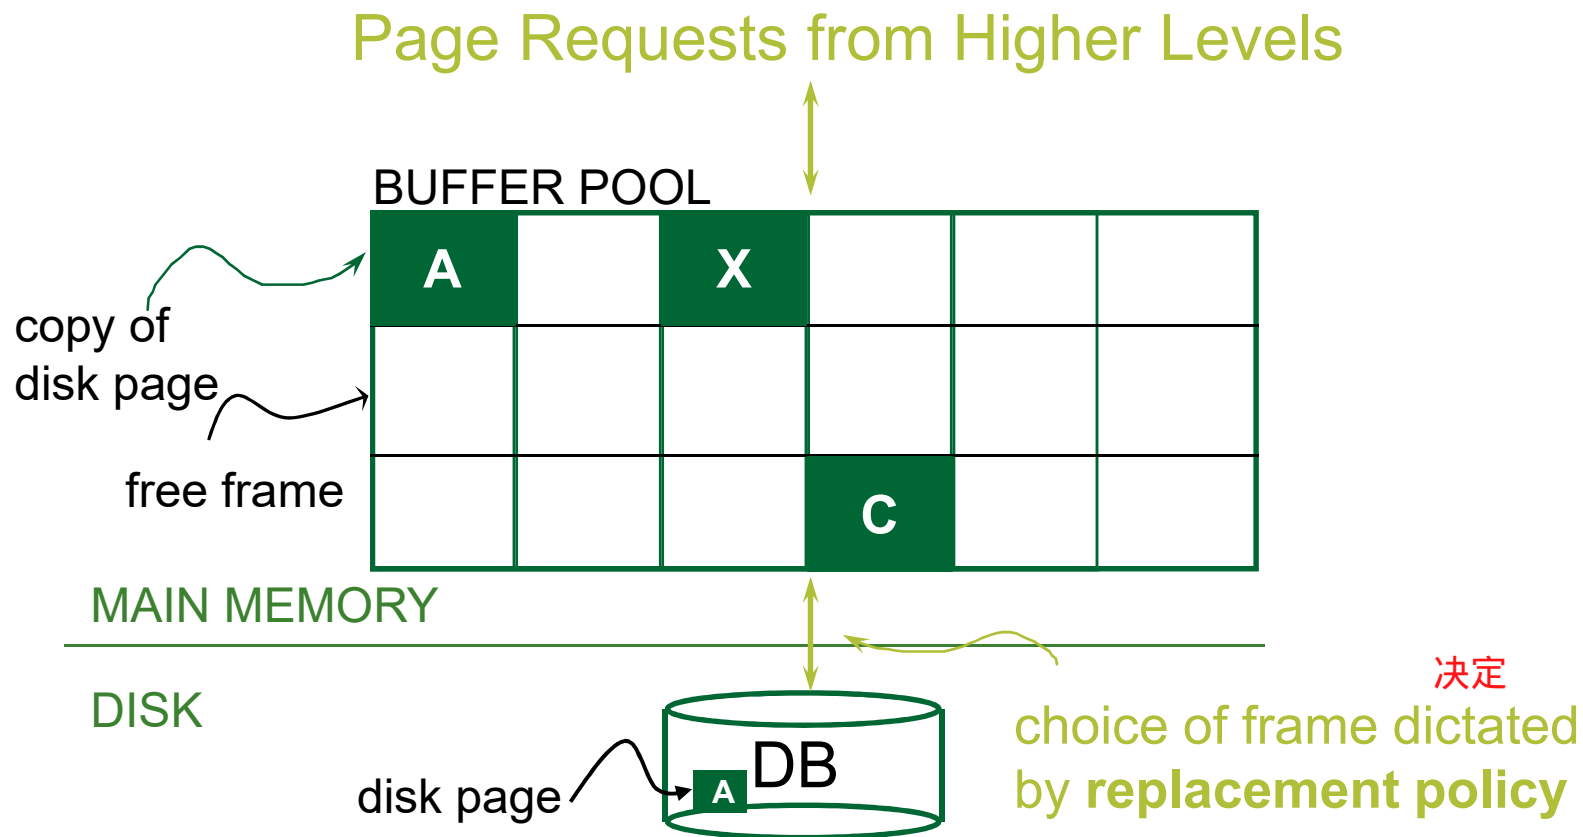 Page Requests from Higher Levels
BUFFER POOL
A
X
copy of
disk page
free frame
C
MAIN MEMORY
DISK
决定
choice of frame dictated
by replacement policy
DB
A
disk page